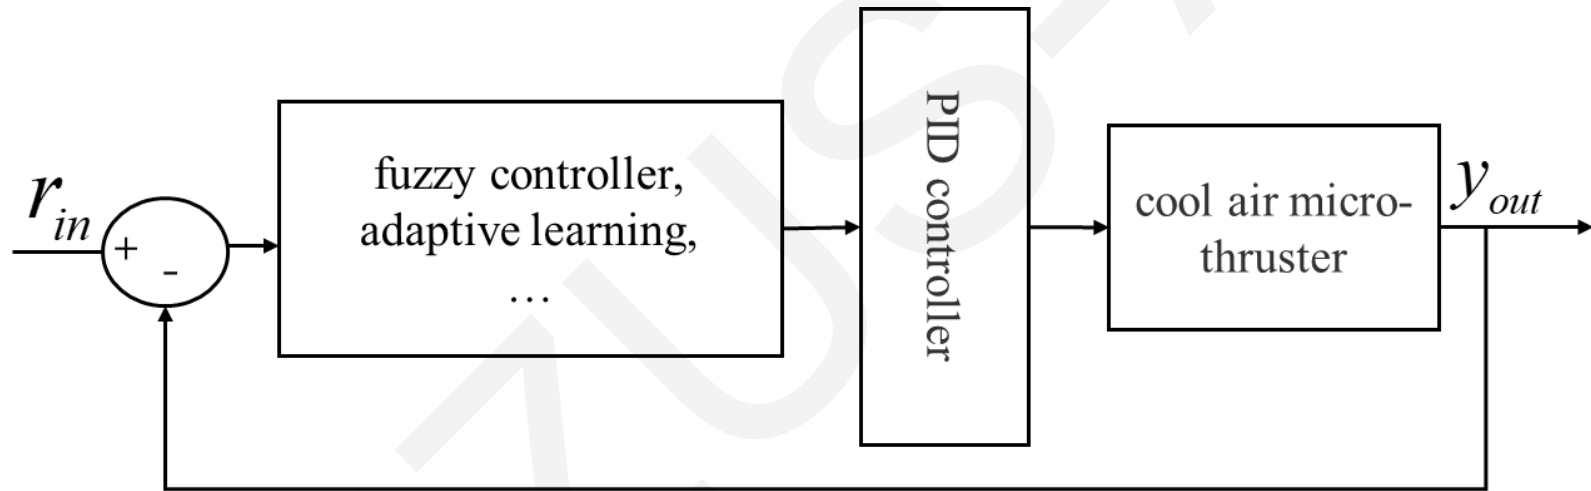 r_in
+
-
fuzzy controller,
adaptive learning,
…
PID controller
cool air micro-
thruster
y_out